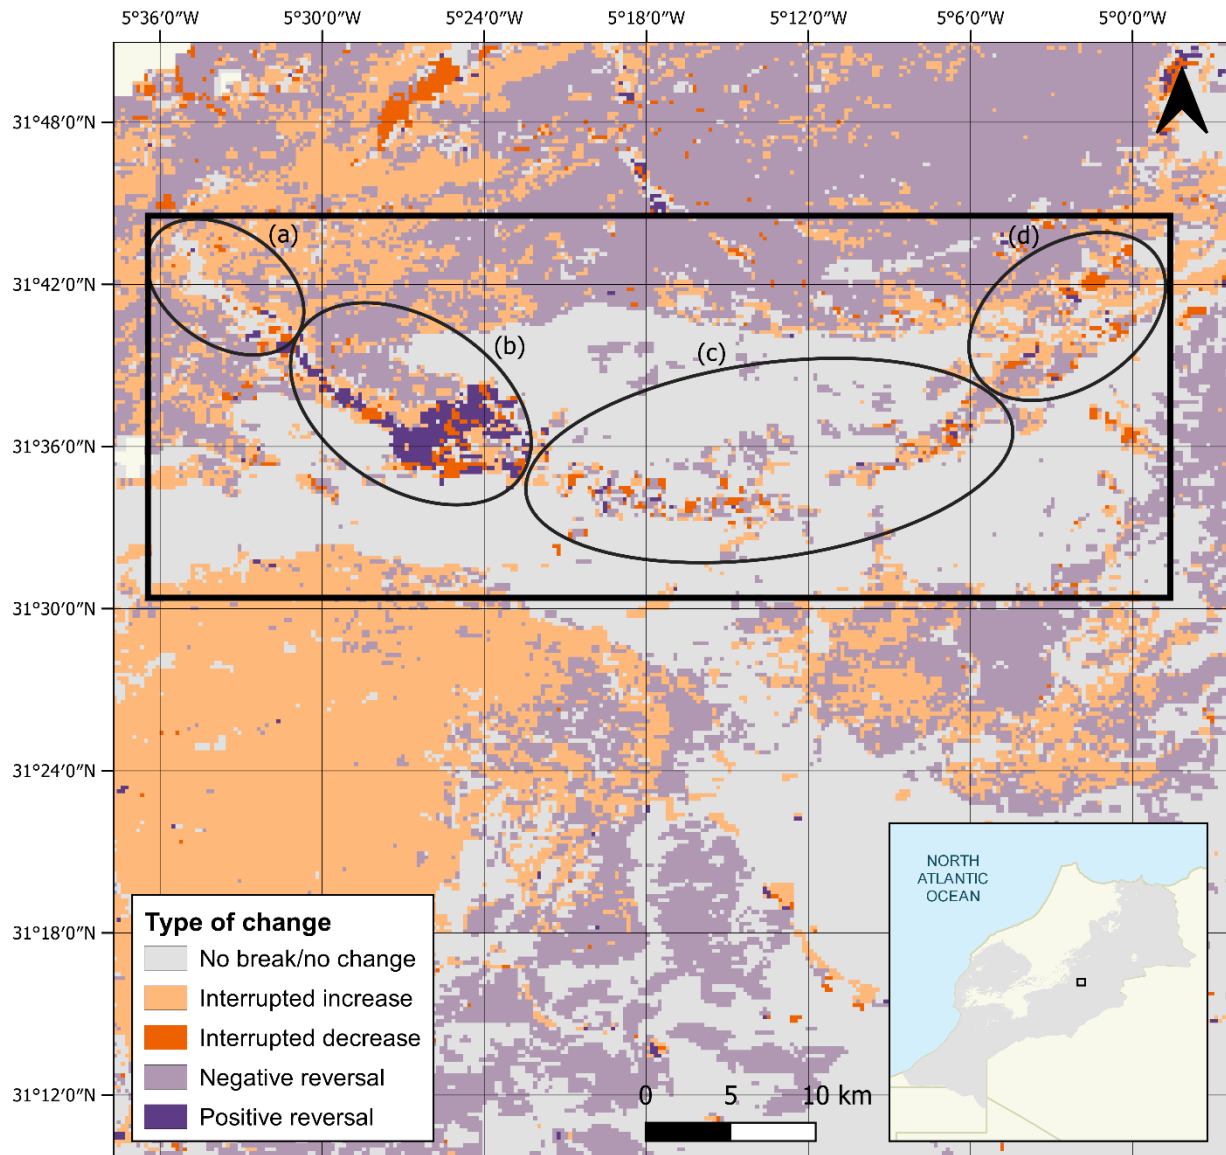 5°36′0″W 5°30′0″W 5°24′0″W 5°18′0″W 5°12′0″W 5°6′0″W 5°0′0″W
31°48′0″N
31°42′0″N
31°36′0″N
31°30′0″N
31°24′0″N
31°18′0″N
31°12′0″N
(a)
(b)
(c)
(d)
Type of change
No break/no change
Interrupted increase
Interrupted decrease
Negative reversal
Positive reversal
0 5 10 km
NORTH
ATLANTIC
OCEAN